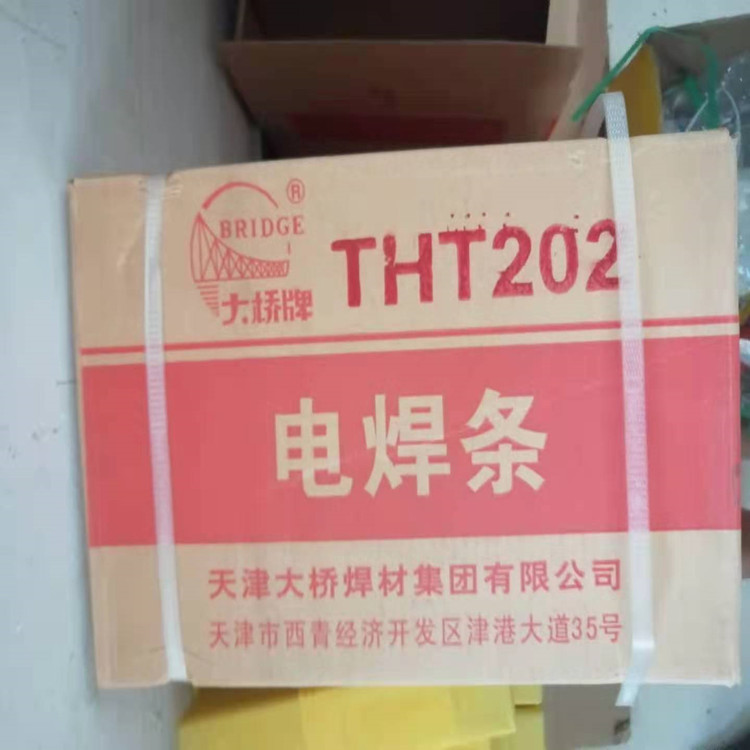 BRIDGE ®
大桥牌
THT202
电焊条
天津大桥焊材集团有限公司
天津市西青经济开发区津港大道35号